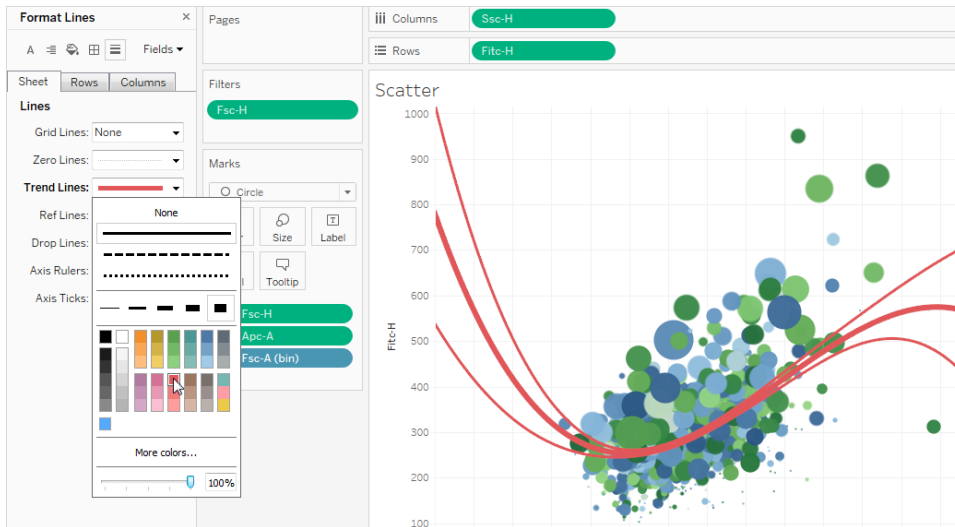 Format Lines ×
A Fields
Sheet Rows Columns
Lines
Grid Lines: None
Zero Lines:
Trend Lines:
Ref Lines:
Drop Lines:
Axis Rulers:
Axis Ticks:
None
More colors...
100%
Pages
Filters
Fsc-H
Marks
Circle
Size
Label
Tooltip
Fsc-H
Apc-A
Fsc-A (bin)
Columns Ssc-H
Rows Fitc-H
Scatter
Fitc-H
1000
900
800
700
600
500
400
300
200
100